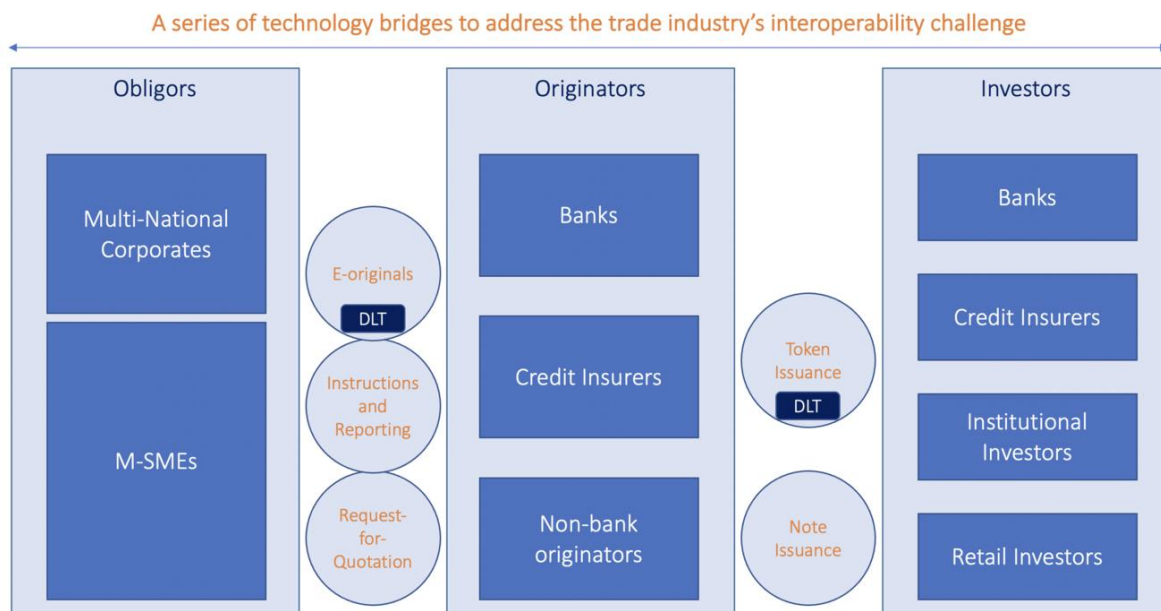 A series of technology bridges to address the trade industry’s interoperability challenge
Obligors
Multi-National
Corporates
M-SMEs
E-originals
DLT
Instructions
and
Reporting
Request-
for-
Quotation
Originators
Banks
Credit Insurers
Non-bank
originators
Token
Issuance
DLT
Note
Issuance
Investors
Banks
Credit Insurers
Institutional
Investors
Retail Investors